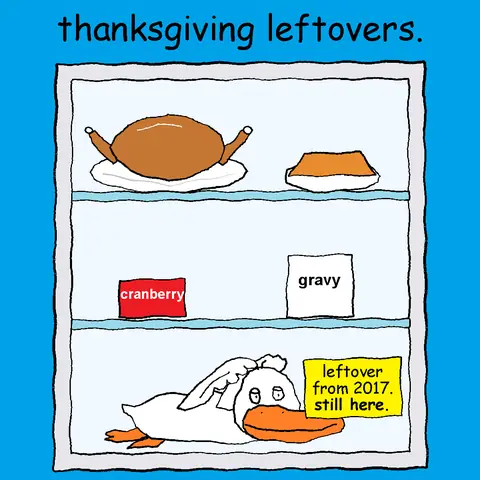 thanksgiving leftovers.
cranberry
gravy
leftover
from 2017.
still here.